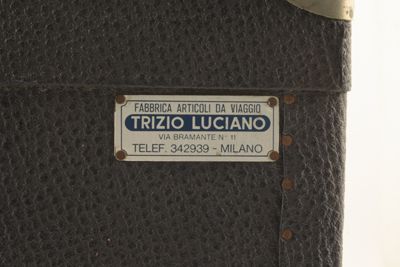 FABBRICA ARTICOLI DA VIAGGIO
TRIZIO LUCIANO
VIA BRAMANTE N° 11
TELEF. 342939 - MILANO